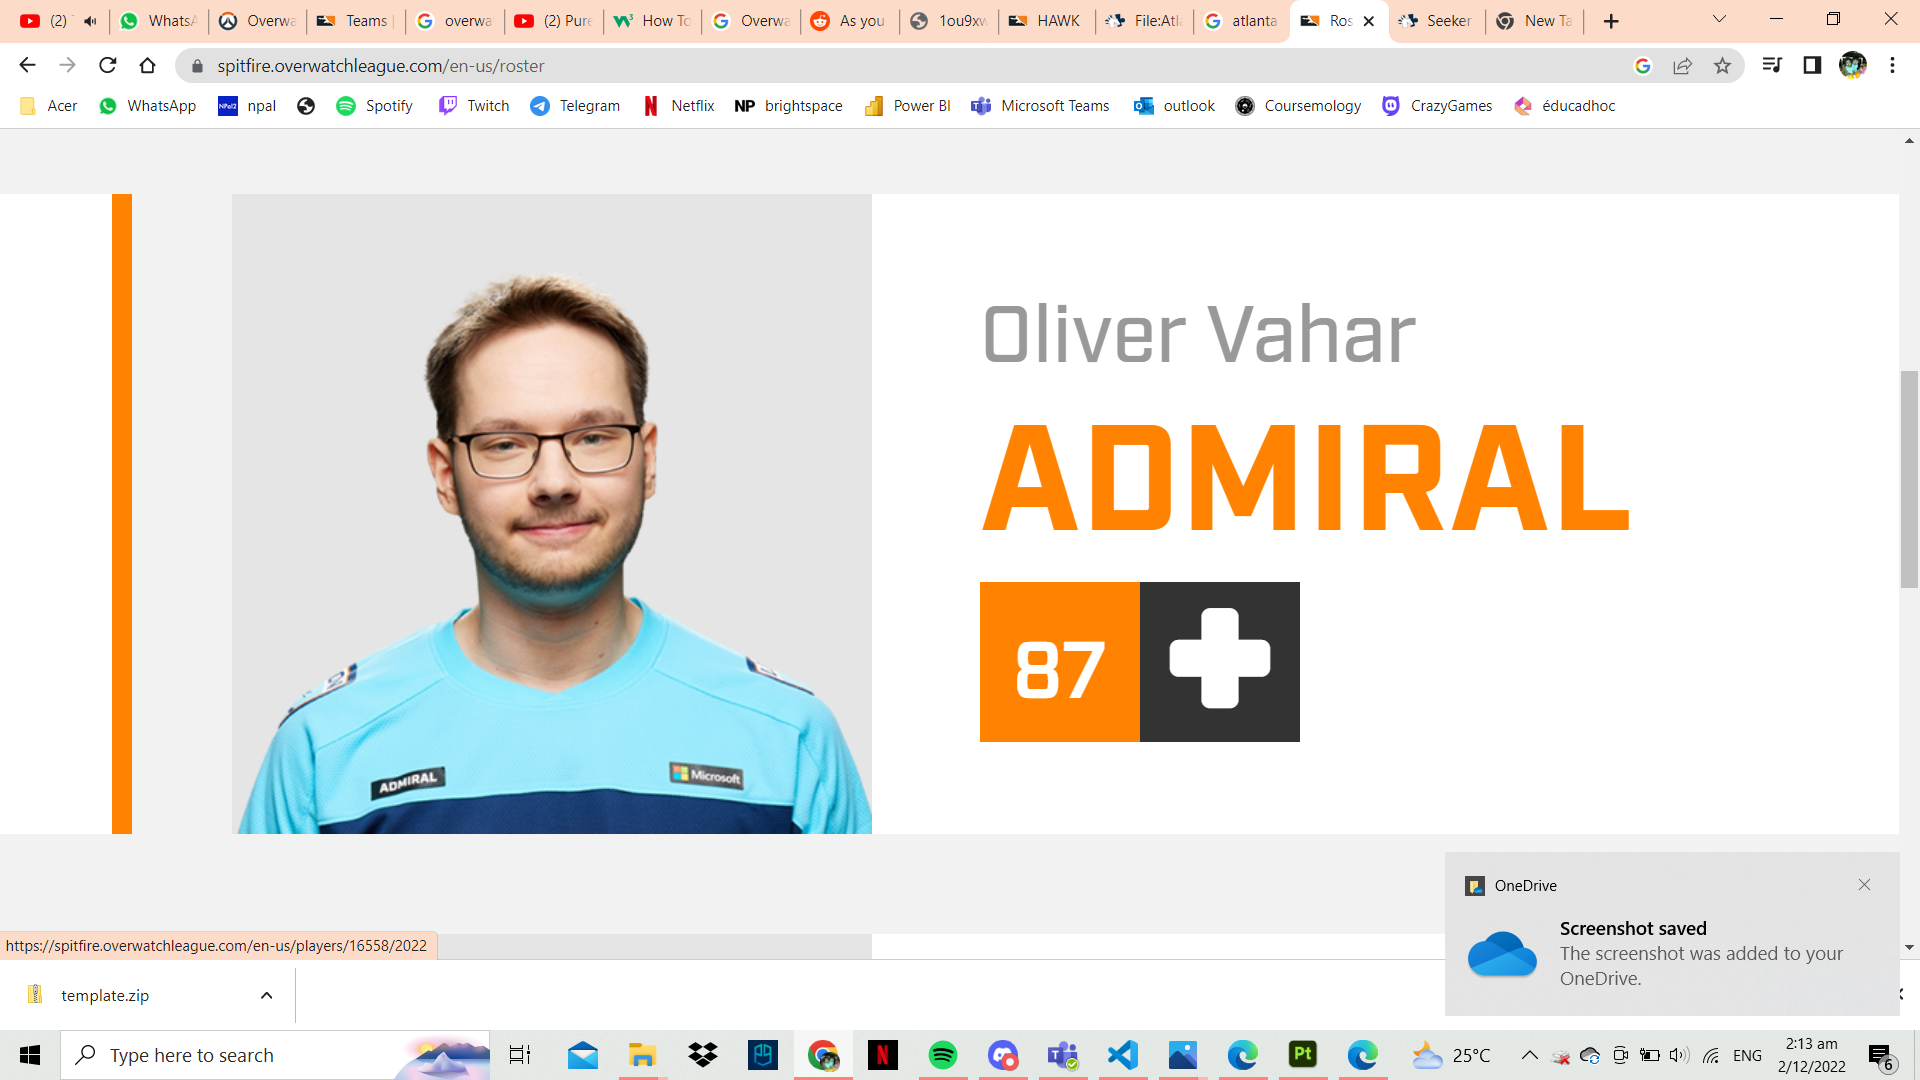 (2)
WhatsA
Overwa
Teams
overwa
(2) Pure
How To
Overwa
As you
1ou9xw
HAWK
File:Atla
atlanta
Ros
Seeker
New Ta
spitfire.overwatchleague.com/en-us/roster
Acer
WhatsApp
NPal2 npal
Spotify
Twitch
Telegram
Netflix
NP brightspace
Power BI
Microsoft Teams
outlook
Coursemology
CrazyGames
éducadhoc
Oliver Vahar
ADMIRAL
87
ADMIRAL
Microsoft
OneDrive
Screenshot saved
The screenshot was added to your
OneDrive.
https://spitfire.overwatchleague.com/en-us/players/16558/2022
template.zip
Type here to search
Pt
25°C
ENG
2:13 am
2/12/2022
6